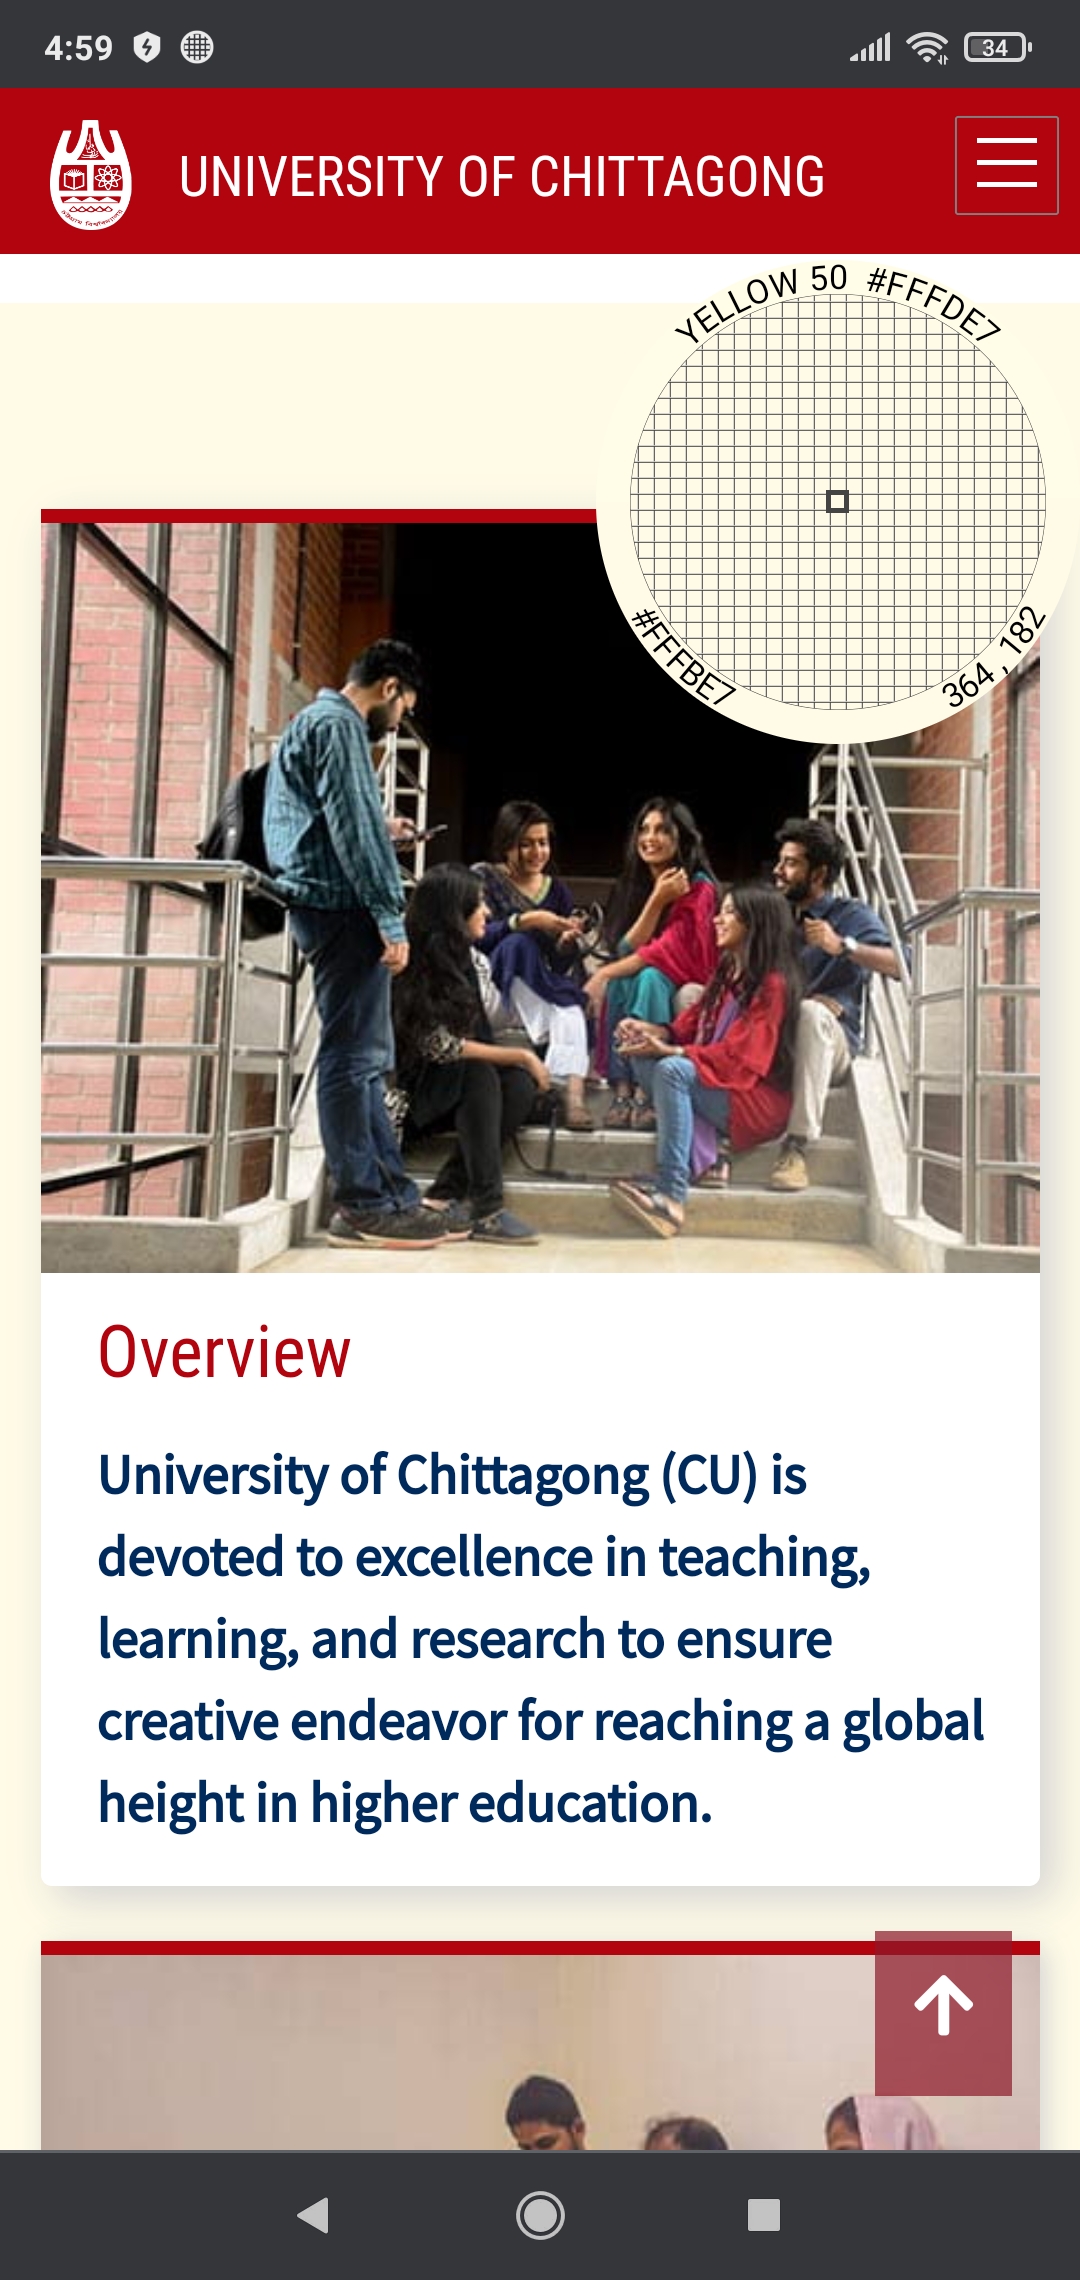 4:59
34
UNIVERSITY OF CHITTAGONG
YELLOW 50 #FFFDE7
#FFFBE7
364 , 182
Overview
University of Chittagong (CU) is
devoted to excellence in teaching,
learning, and research to ensure
creative endeavor for reaching a global
height in higher education.